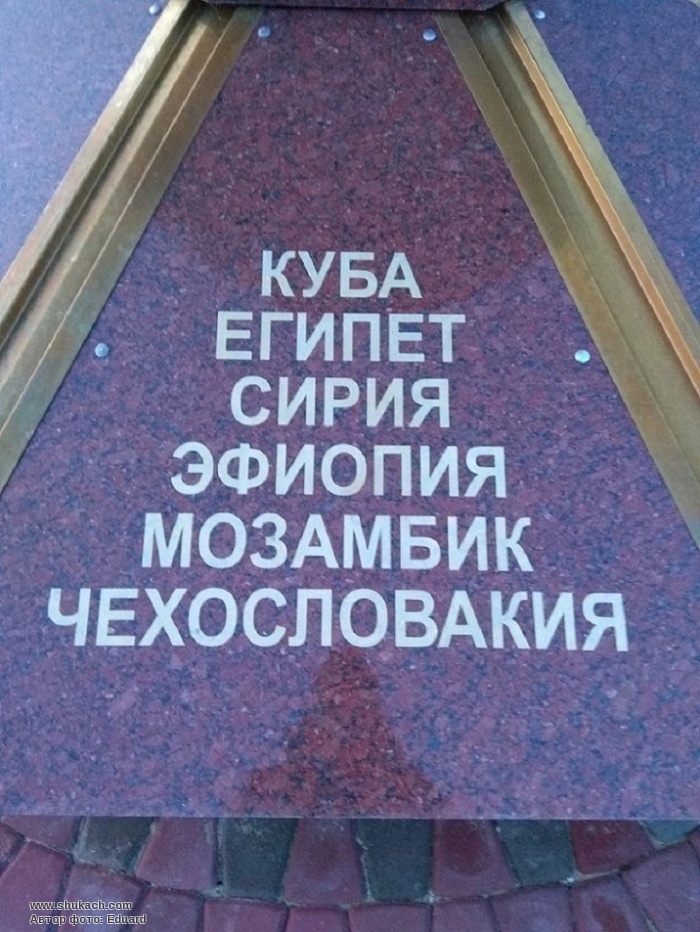 КУБА
ЕГИПЕТ
СИРИЯ
ЭФИОПИЯ
МОЗАМБИК
ЧЕХОСЛОВАКИЯ
www.shukach.com
Автор фото: Eduard